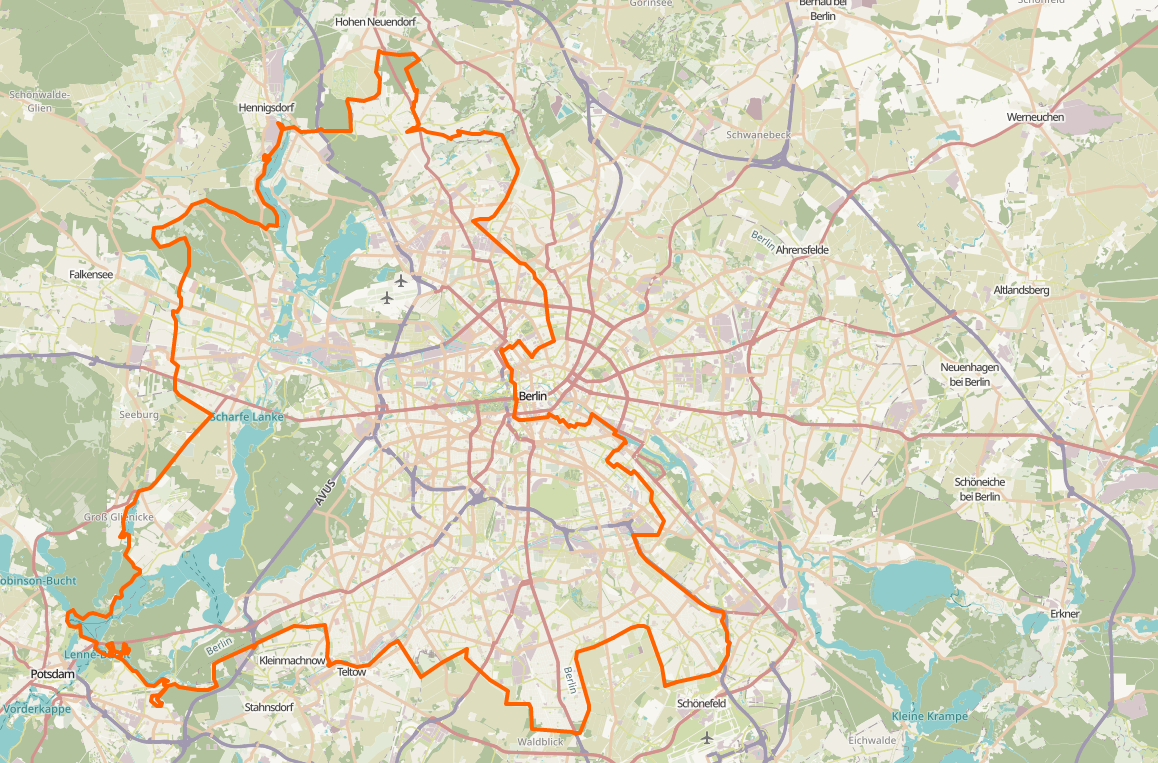 Gorinsee
Bernau bei
Berlin
Schönfeld
Hohen Neuendorf
Schönwalde-
Glien
Hennigsdorf
Werneuchen
Schwanebeck
Berlin
Ahrensfelde
Falkensee
Altlandsberg
Neuenhagen
bei Berlin
Berlin
Seeburg
Scharfe Lanke
AVUS
Schöneiche
bei Berlin
Groß Glienicke
obinson-Bucht
Erkner
Berlin
Lenne-
Kleinmachnow
Teltow
Potsdam
Berlin
Schönefeld
Stahnsdorf
Vorderkappe
Kleine Krampe
Waldblick
Eichwalde